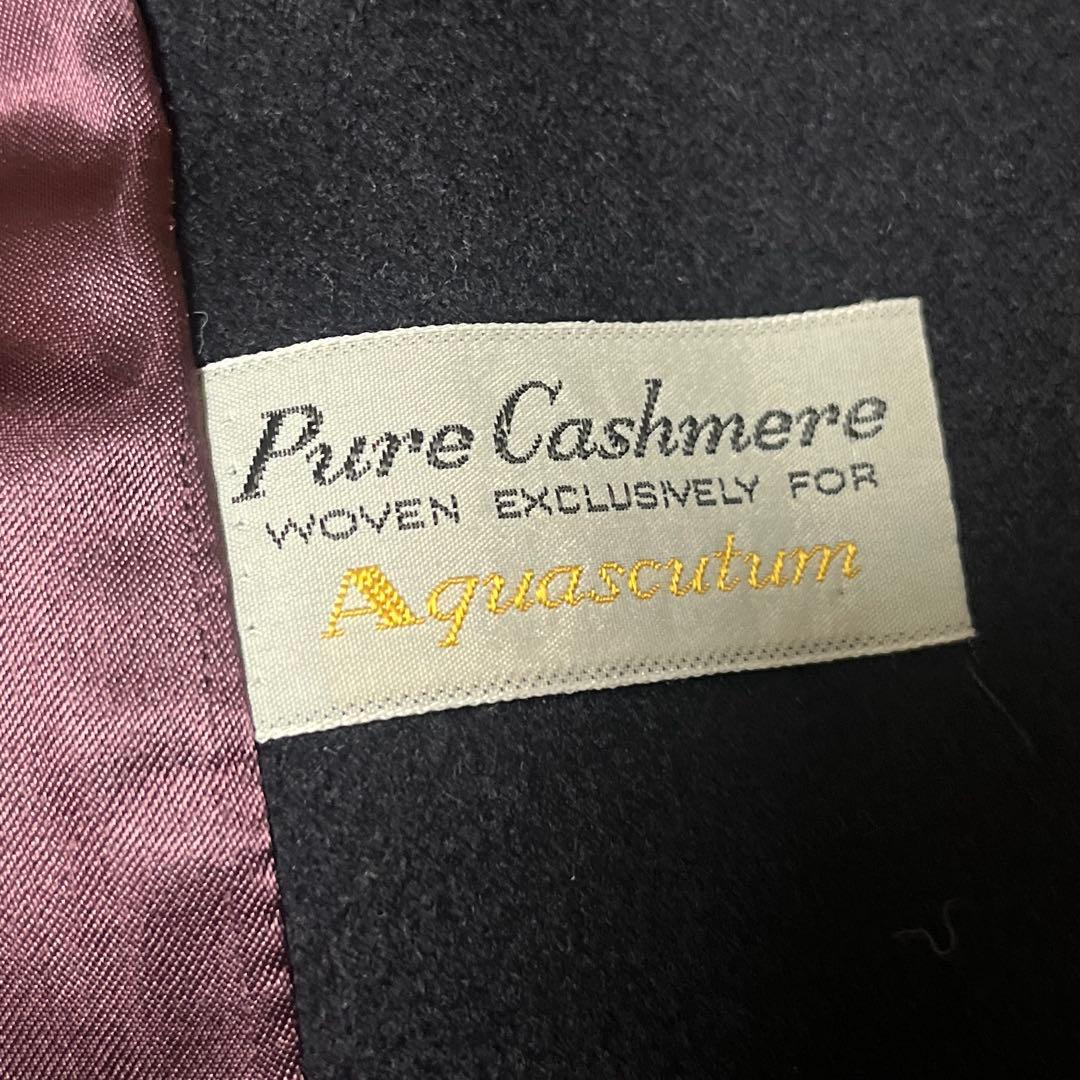 Pure Cashmere
WOVEN EXCLUSIVELY FOR
Aquascutum